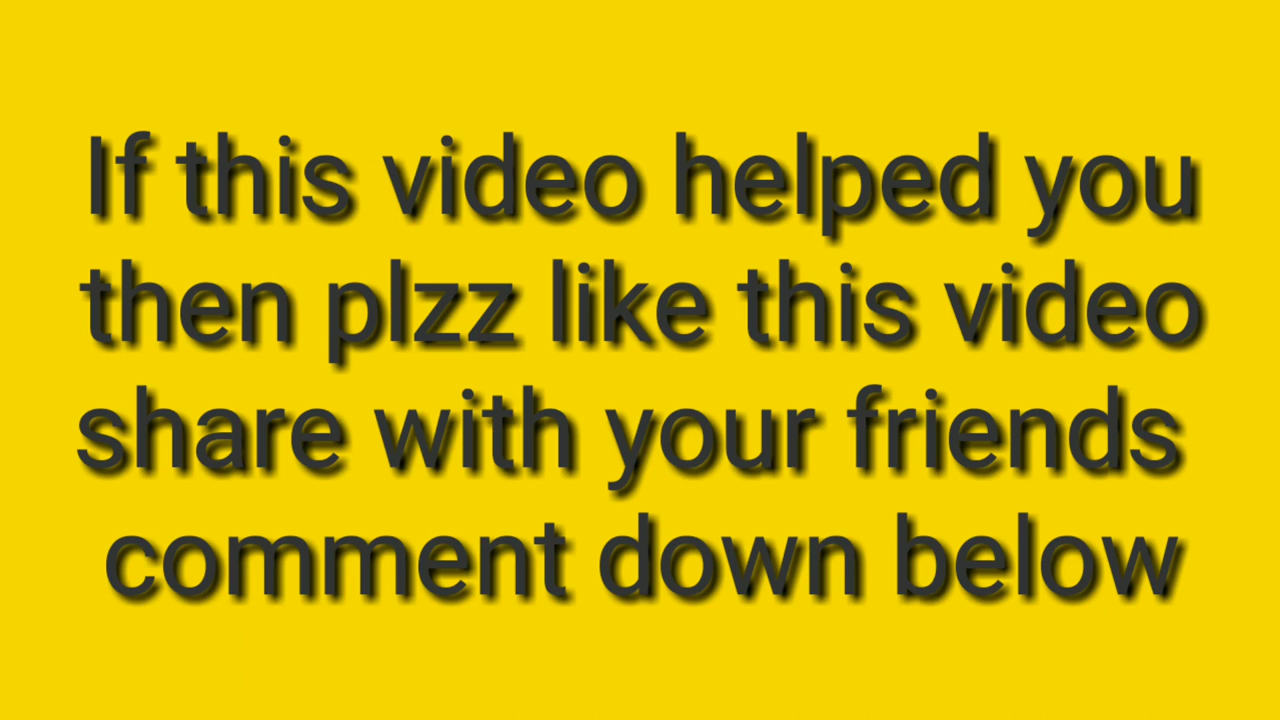 If this video helped you
then plzz like this video
share with your friends
comment down below